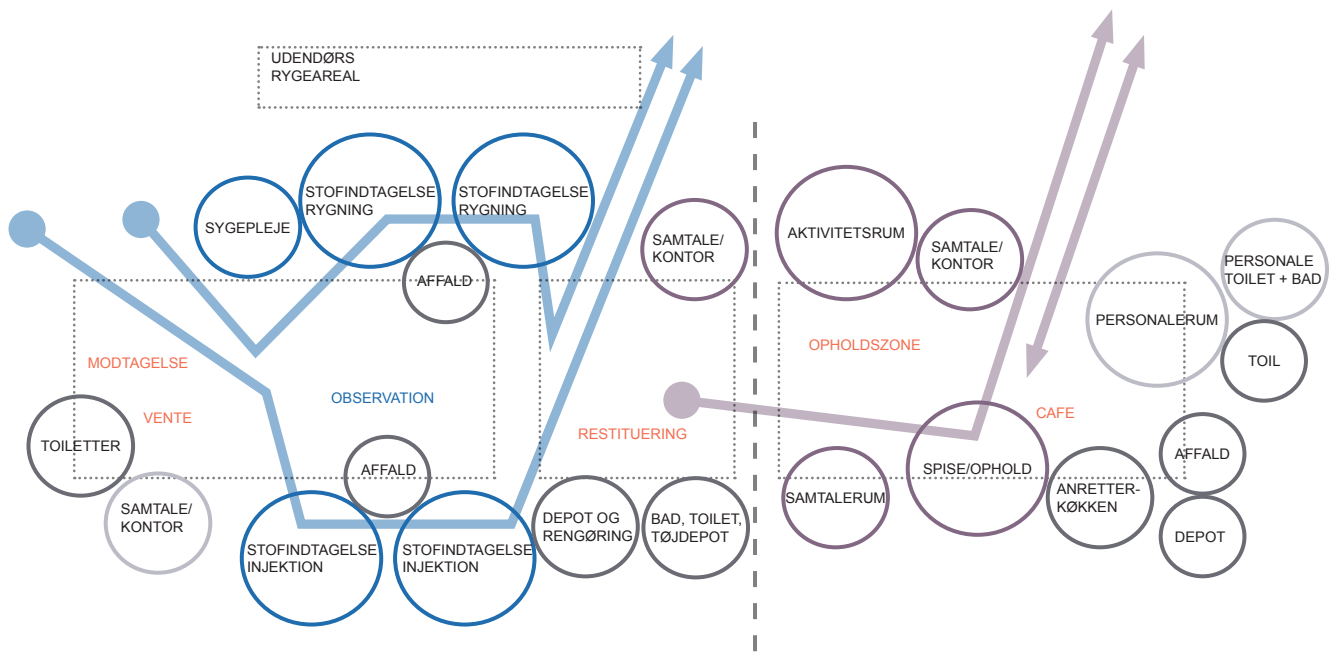 UDENDØRS
RYGEAREAL
STOFINDTAGELSE
RYGNING
STOFINDTAGELSE
RYGNING
SYGEPLEJE
AFFALD
SAMTALE/
KONTOR
AKTIVITETSRUM
SAMTALE/
KONTOR
PERSONALE
TOILET + BAD
PERSONALERUM
TOIL
MODTAGELSE
VENTE
OBSERVATION
RESTITUERING
OPHOLDSZONE
CAFE
TOILETTER
SAMTALE/
KONTOR
AFFALD
STOFINDTAGELSE
INJEKTION
STOFINDTAGELSE
INJEKTION
DEPOT OG
RENGØRING
BAD, TOILET,
TØJDEPOT
SAMTALERUM
SPISE/OPHOLD
ANRETTER-
KØKKEN
AFFALD
DEPOT